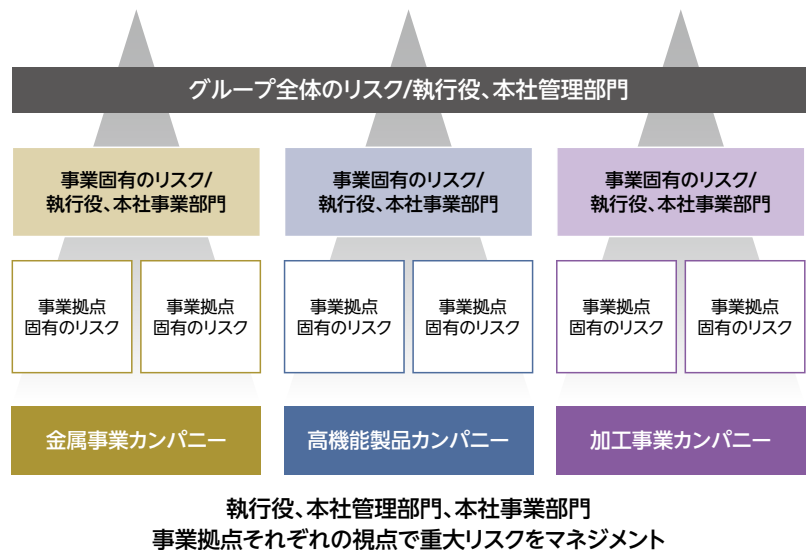 グループ全体のリスク/執行役、本社管理部門
事業固有のリスク/
執行役、本社事業部門
事業固有のリスク/
執行役、本社事業部門
事業固有のリスク/
執行役、本社事業部門
事業拠点
固有のリスク
事業拠点
固有のリスク
事業拠点
固有のリスク
事業拠点
固有のリスク
事業拠点
固有のリスク
事業拠点
固有のリスク
金属事業カンパニー
高機能製品カンパニー
加工事業カンパニー
執行役、本社管理部門、本社事業部門
事業拠点それぞれの視点で重大リスクをマネジメント